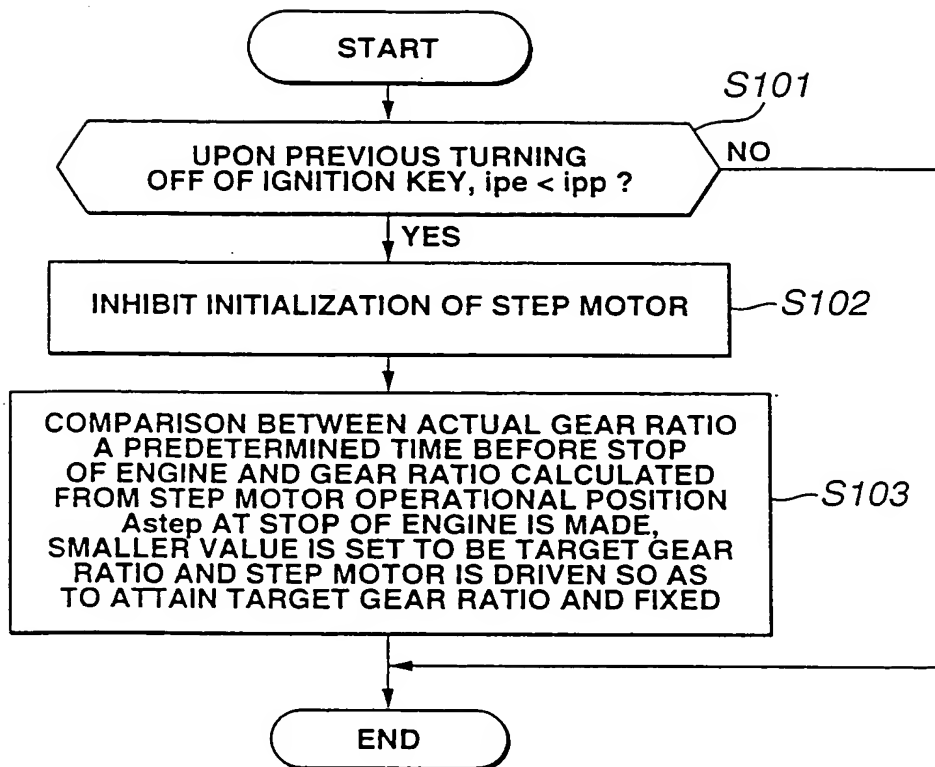 START
S101
UPON PREVIOUS TURNING
OFF OF IGNITION KEY, ipe < ipp ?
NO
YES
INHIBIT INITIALIZATION OF STEP MOTOR
S102
COMPARISON BETWEEN ACTUAL GEAR RATIO
A PREDETERMINED TIME BEFORE STOP
OF ENGINE AND GEAR RATIO CALCULATED
FROM STEP MOTOR OPERATIONAL POSITION
Astep AT STOP OF ENGINE IS MADE,
SMALLER VALUE IS SET TO BE TARGET GEAR
RATIO AND STEP MOTOR IS DRIVEN SO AS
TO ATTAIN TARGET GEAR RATIO AND FIXED
S103
END